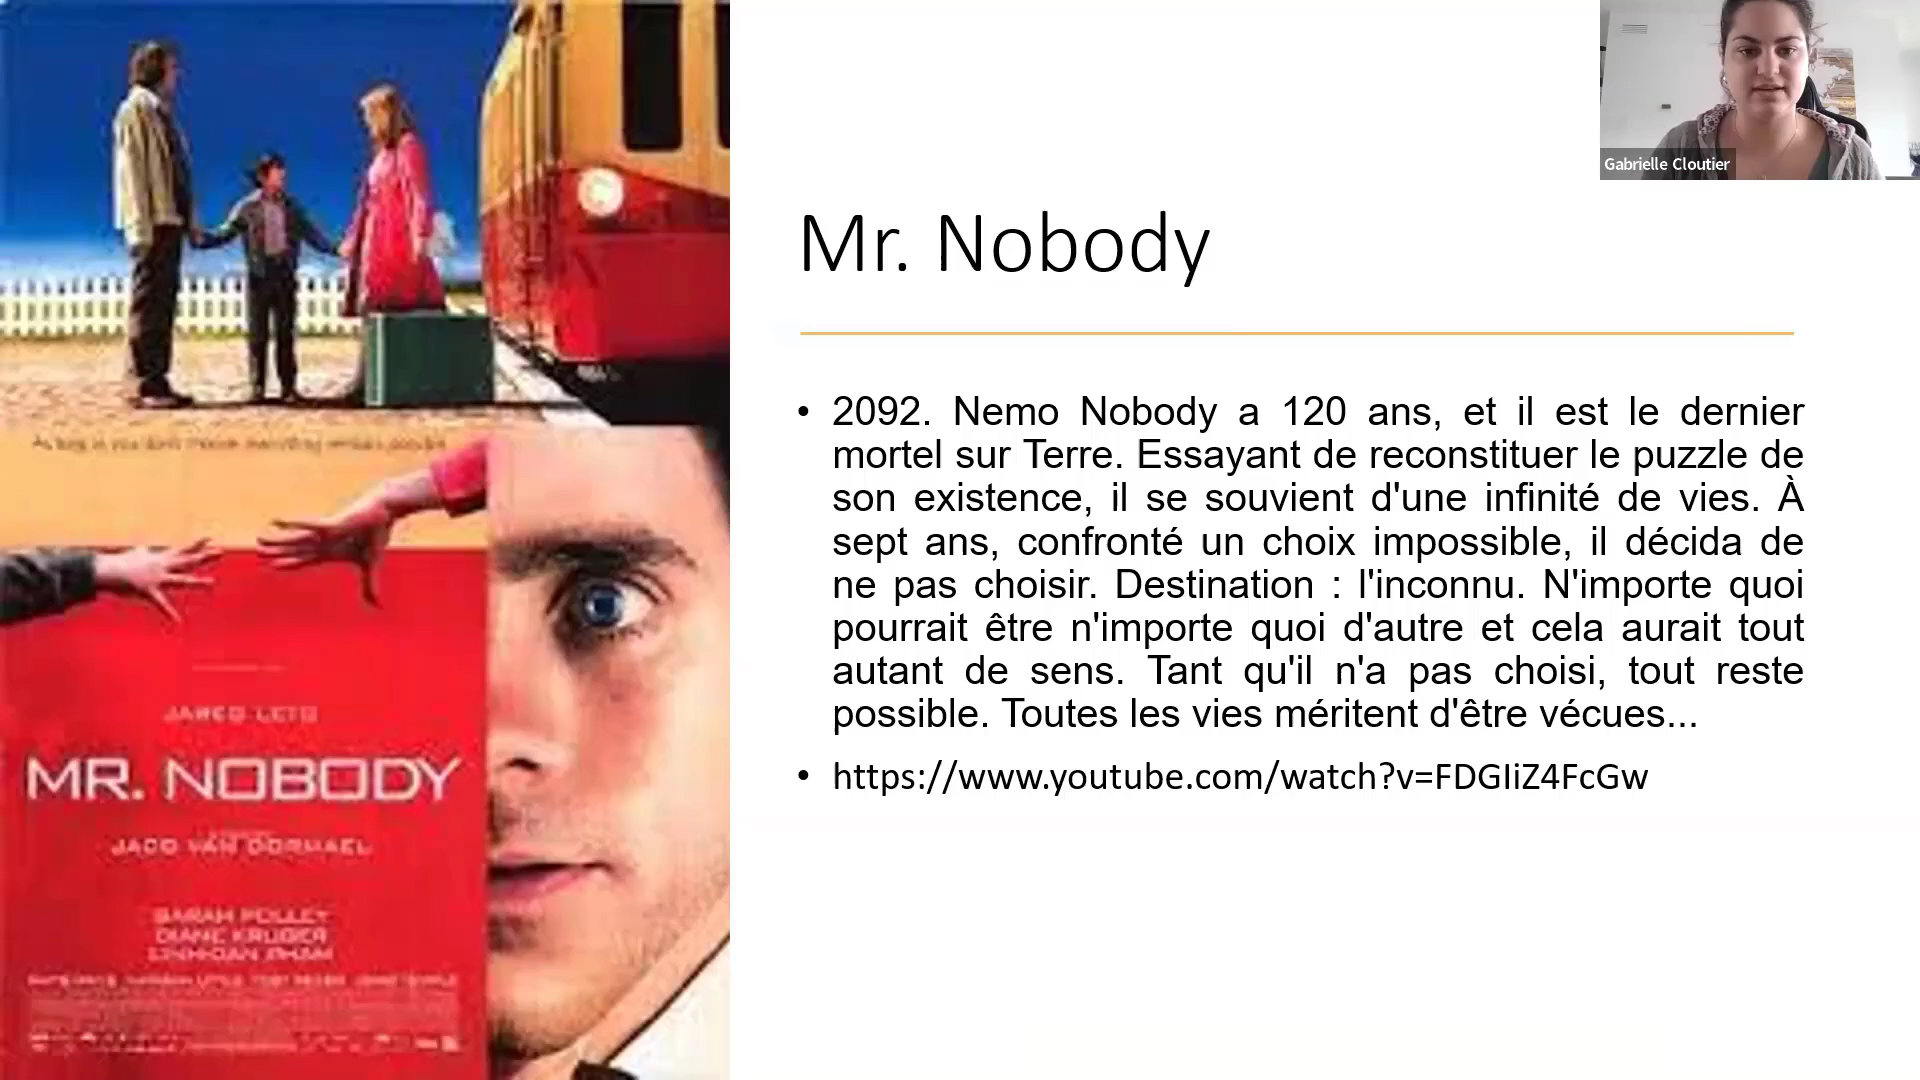 Gabrielle Cloutier
Mr. Nobody
• 2092. Nemo Nobody a 120 ans, et il est le dernier
mortel sur Terre. Essayant de reconstituer le puzzle de
son existence, il se souvient d'une infinité de vies. À
sept ans, confronté un choix impossible, il décida de
ne pas choisir. Destination : l'inconnu. N'importe quoi
pourrait être n'importe quoi d'autre et cela aurait tout
autant de sens. Tant qu'il n'a pas choisi, tout reste
possible. Toutes les vies méritent d'être vécues...
• https://www.youtube.com/watch?v=FDGIiZ4FcGw
JARED LETO
MR. NOBODY
JACO VAN DORMAEL
SARAH POLLEY
DIANE KRUGER
LINH-DAN PHAM